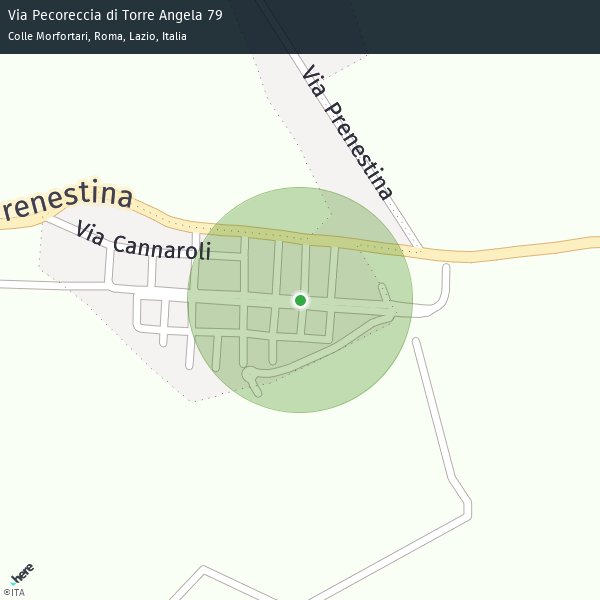 Via Pecoreccia di Torre Angela 79
Colle Morfortari, Roma, Lazio, Italia
Via Prenestina
renestina
Via Cannaroli
here
©ITA